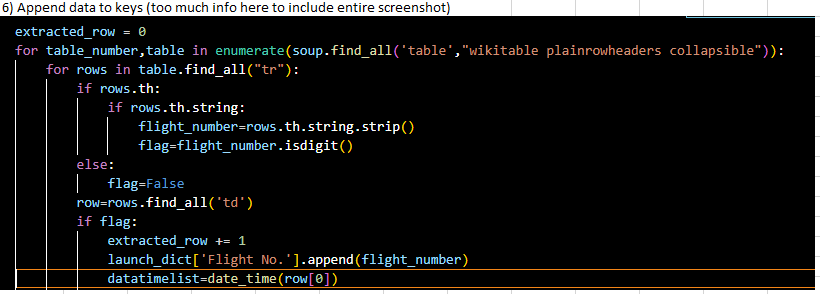 6) Append data to keys (too much info here to include entire screenshot)
extracted_row = 0
for table_number,table in enumerate(soup.find_all('table',"wikitable plainrowheaders collapsible")):
    for rows in table.find_all("tr"):
        if rows.th:
            if rows.th.string:
                flight_number=rows.th.string.strip()
                flag=flight_number.isdigit()
        else:
            flag=False
        row=rows.find_all('td')
        if flag:
            extracted_row += 1
            launch_dict['Flight No.'].append(flight_number)
            datatimelist=date_time(row[0])